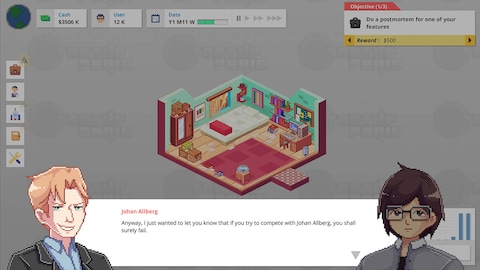 Cash
$3506 K
User
12 K
Date
Y1 M11 W
Objective (1/3)
Do a postmortem for one of your
features
Reward : $500
Johan Allberg
Anyway, I just wanted to let you know that if you try to compete with Johan Allberg, you shall
surely fail.